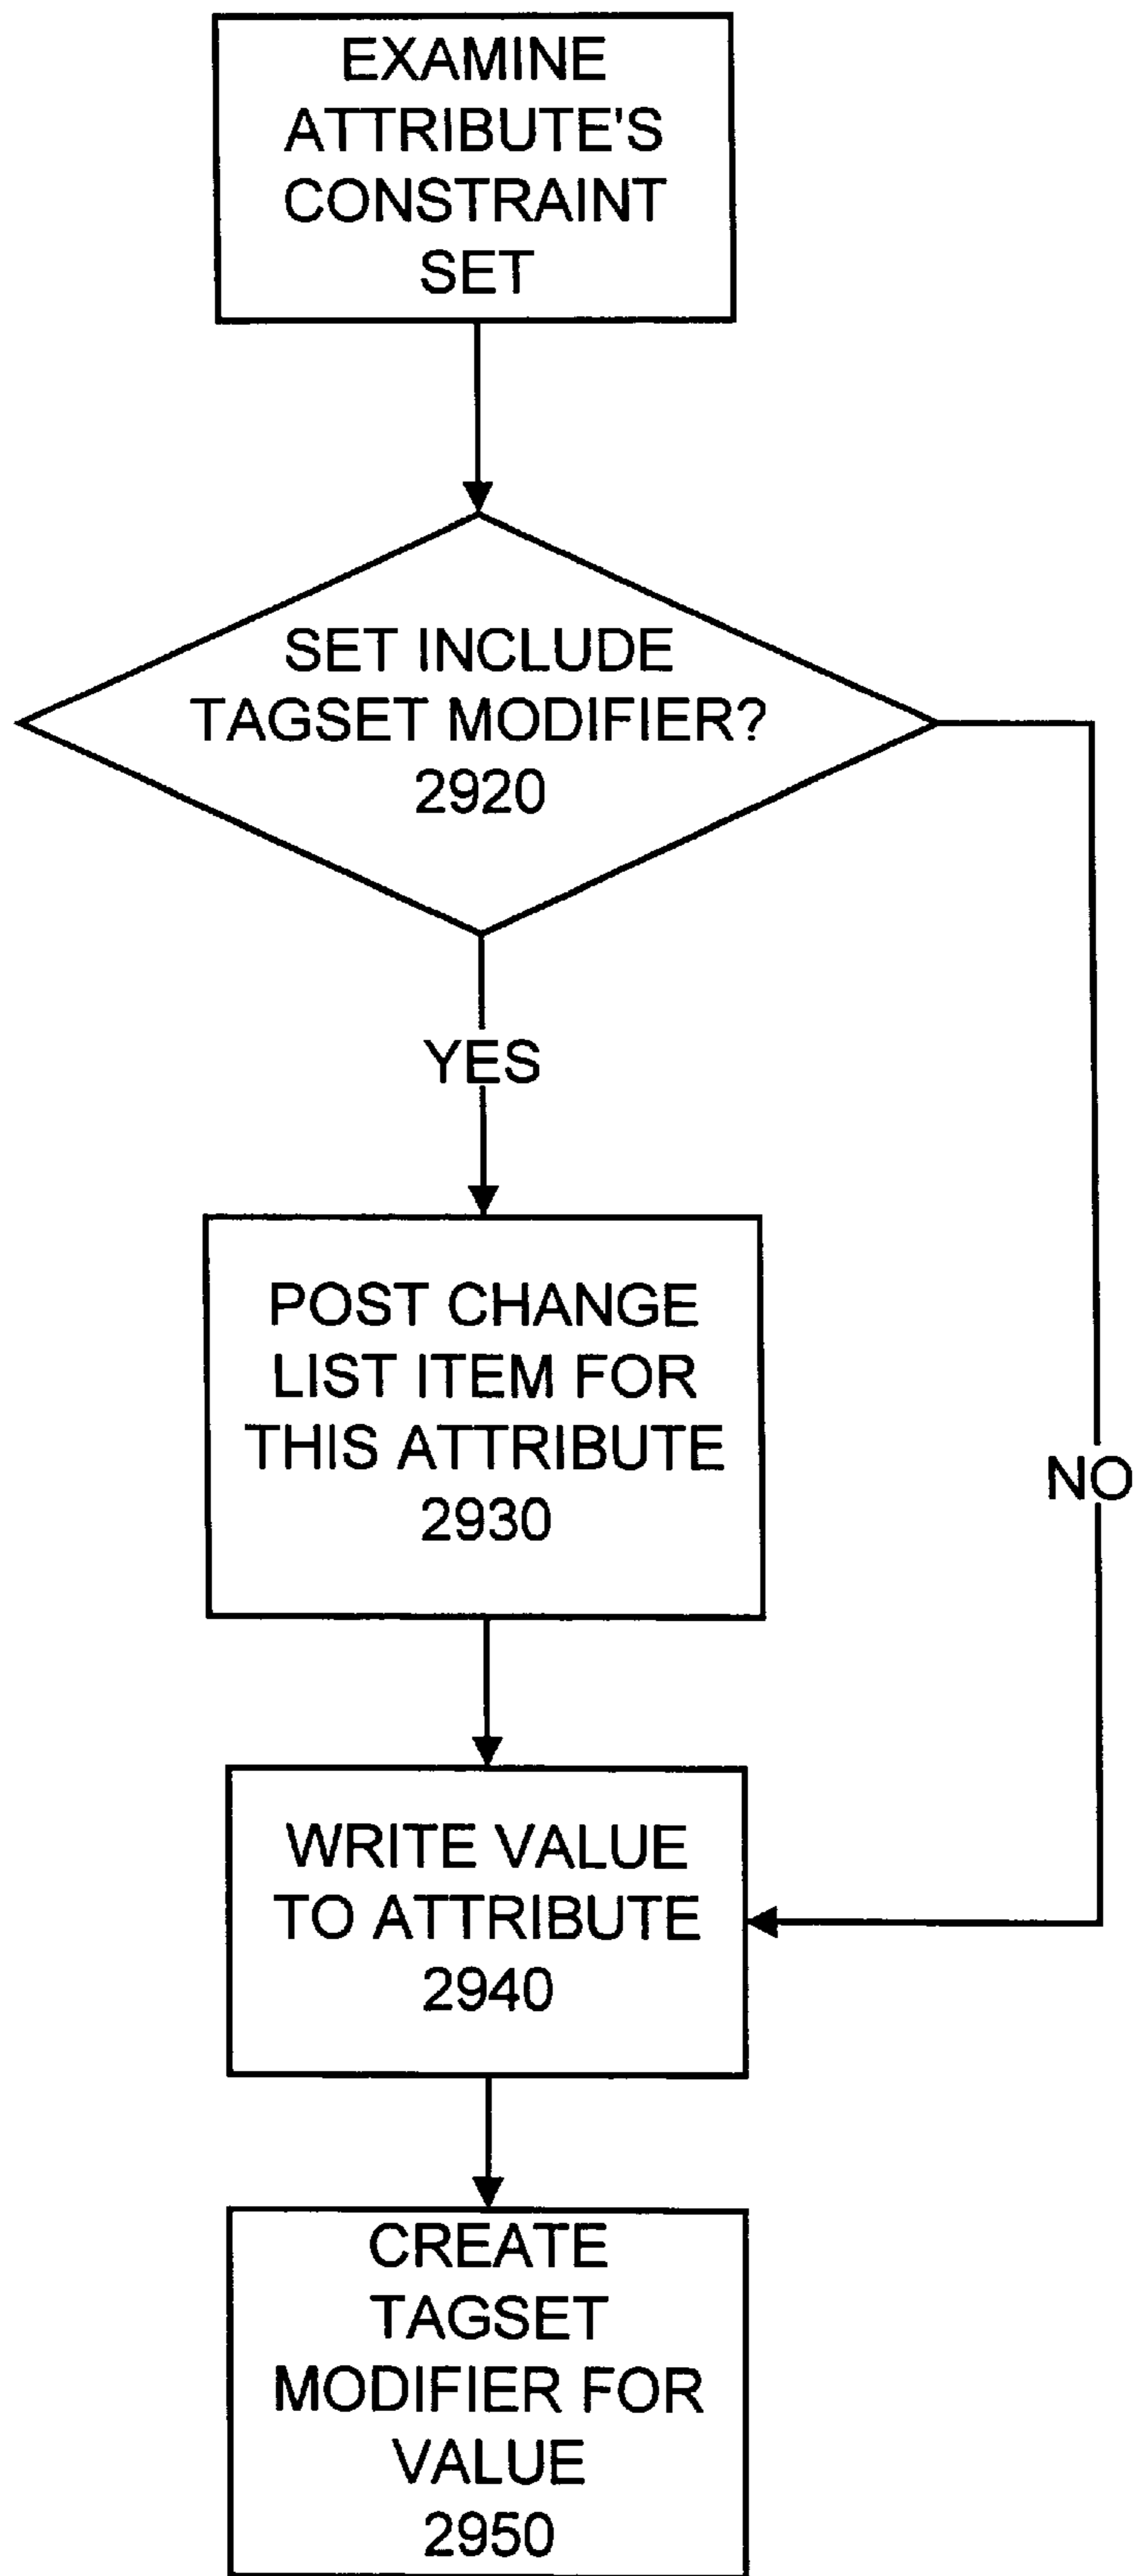 EXAMINE
ATTRIBUTE'S
CONSTRAINT
SET
SET INCLUDE
TAGSET MODIFIER?
2920
YES
POST CHANGE
LIST ITEM FOR
THIS ATTRIBUTE
2930
NO
WRITE VALUE
TO ATTRIBUTE
2940
CREATE
TAGSET
MODIFIER FOR
VALUE
2950